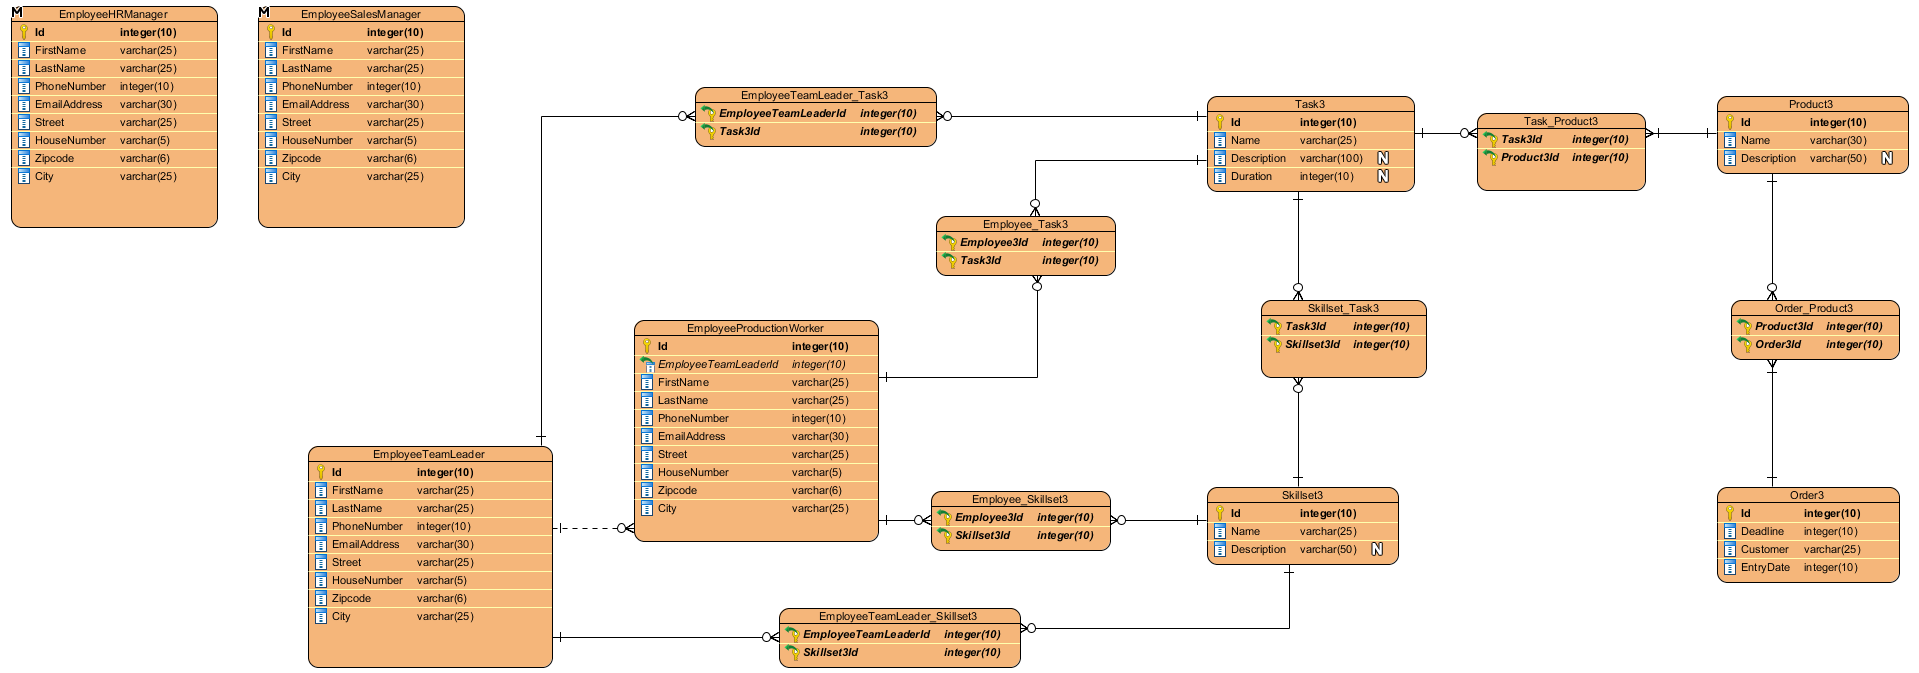 EmployeeHRManager
Id integer(10)
FirstName varchar(25)
LastName varchar(25)
PhoneNumber integer(10)
EmailAddress varchar(30)
Street varchar(25)
HouseNumber varchar(5)
Zipcode varchar(6)
City varchar(25)
EmployeeSalesManager
Id integer(10)
FirstName varchar(25)
LastName varchar(25)
PhoneNumber integer(10)
EmailAddress varchar(30)
Street varchar(25)
HouseNumber varchar(5)
Zipcode varchar(6)
City varchar(25)
EmployeeTeamLeader_Task3
EmployeeTeamLeaderId integer(10)
Task3Id integer(10)
Task3
Id integer(10)
Name varchar(25)
Description varchar(100) N
Duration integer(10) N
Task_Product3
Task3Id integer(10)
Product3Id integer(10)
Product3
Id integer(10)
Name varchar(30)
Description varchar(50) N
Employee_Task3
Employee3Id integer(10)
Task3Id integer(10)
Skillset_Task3
Task3Id integer(10)
Skillset3Id integer(10)
Order_Product3
Product3Id integer(10)
Order3Id integer(10)
EmployeeProductionWorker
Id integer(10)
EmployeeTeamLeaderId integer(10)
FirstName varchar(25)
LastName varchar(25)
PhoneNumber integer(10)
EmailAddress varchar(30)
Street varchar(25)
HouseNumber varchar(5)
Zipcode varchar(6)
City varchar(25)
EmployeeTeamLeader
Id integer(10)
FirstName varchar(25)
LastName varchar(25)
PhoneNumber integer(10)
EmailAddress varchar(30)
Street varchar(25)
HouseNumber varchar(5)
Zipcode varchar(6)
City varchar(25)
Employee_Skillset3
Employee3Id integer(10)
Skillset3Id integer(10)
Skillset3
Id integer(10)
Name varchar(25)
Description varchar(50) N
Order3
Id integer(10)
Deadline integer(10)
Customer varchar(25)
EntryDate integer(10)
EmployeeTeamLeader_Skillset3
EmployeeTeamLeaderId integer(10)
Skillset3Id integer(10)